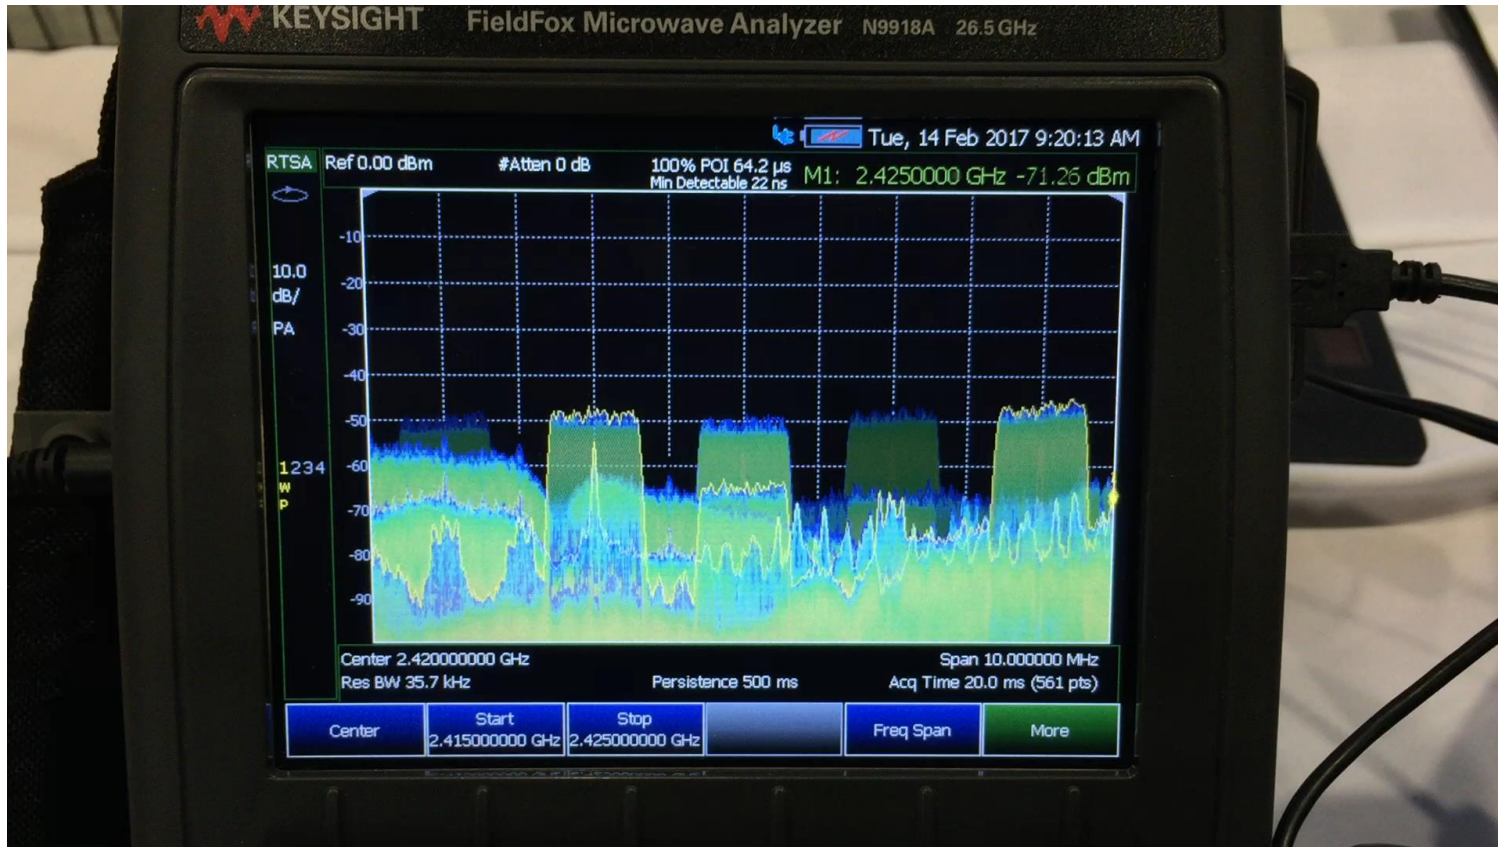 KEYSIGHT FieldFox Microwave Analyzer N9918A 26.5 GHz
Tue, 14 Feb 2017 9:20:13 AM
RTSA Ref 0.00 dBm #Atten 0 dB 100% POI 64.2 µs
Min Detectable 22 ns
M1: 2.4250000 GHz -71.26 dBm
-10
10.0
dB/
-20
PA
-30
-40
-50
-60
1234
W
P
-70
-80
-90
Center 2.420000000 GHz Span 10.000000 MHz
Res BW 35.7 kHz Persistence 500 ms Acq Time 20.0 ms (561 pts)
Center
Start
2.415000000 GHz
Stop
2.425000000 GHz
Freq Span
More